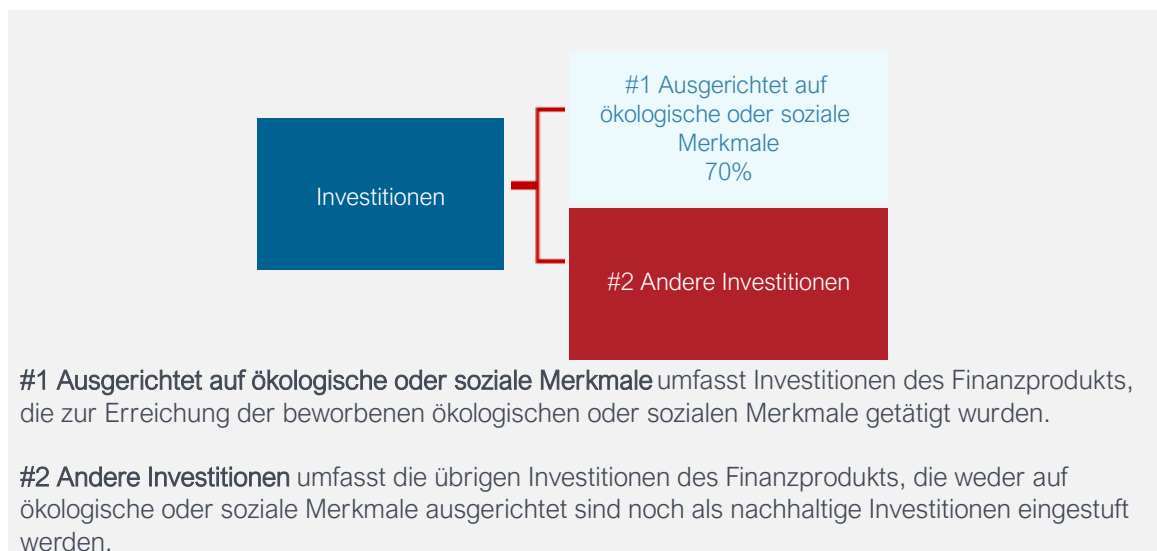 #1 Ausgerichtet auf
ökologische oder soziale
Merkmale
70%
Investitionen
#2 Andere Investitionen
#1 Ausgerichtet auf ökologische oder soziale Merkmale umfasst Investitionen des Finanzprodukts,
die zur Erreichung der beworbenen ökologischen oder sozialen Merkmale getätigt wurden.
#2 Andere Investitionen umfasst die übrigen Investitionen des Finanzprodukts, die weder auf
ökologische oder soziale Merkmale ausgerichtet sind noch als nachhaltige Investitionen eingestuft
werden.